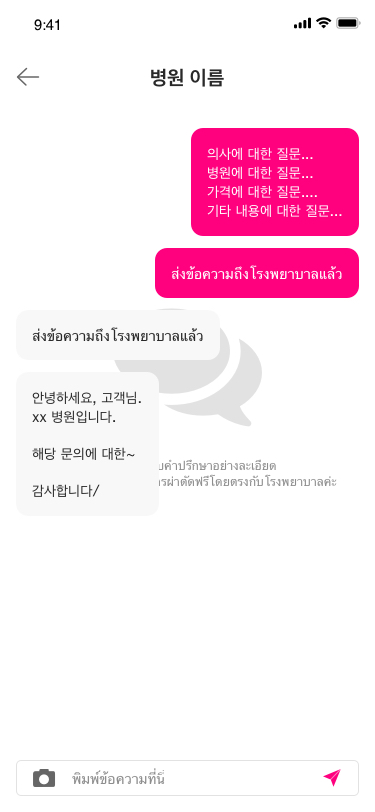 9:41
병원 이름
의사에 대한 질문...
병원에 대한 질문...
가격에 대한 질문....
기타 내용에 대한 질문...
ส่งข้อความถึงโรงพยาบาลแล้ว
ส่งข้อความถึงโรงพยาบาลแล้ว
안녕하세요, 고객님.
xx 병원입니다.
해당 문의에 대한~
감사합니다/
คำปรึกษาอย่างละเอียด
ผ่าตัดฟรีโดยตรงกับโรงพยาบาลค่ะ
พิมพ์ข้อความที่นี่